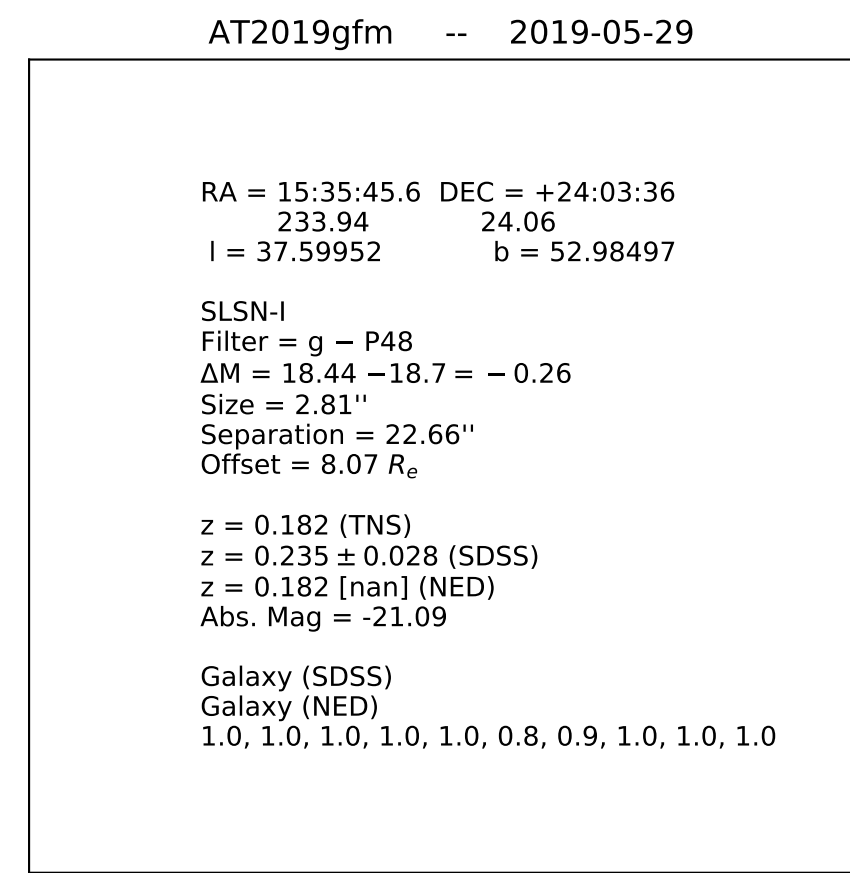 AT2019gfm -- 2019-05-29
RA = 15:35:45.6 DEC = +24:03:36
233.94 24.06
l = 37.59952 b = 52.98497
SLSN-I
Filter = g − P48
ΔM = 18.44 −18.7 = − 0.26
Size = 2.81''
Separation = 22.66''
Offset = 8.07 Rₑ
z = 0.182 (TNS)
z = 0.235 ± 0.028 (SDSS)
z = 0.182 [nan] (NED)
Abs. Mag = -21.09
Galaxy (SDSS)
Galaxy (NED)
1.0, 1.0, 1.0, 1.0, 1.0, 0.8, 0.9, 1.0, 1.0, 1.0